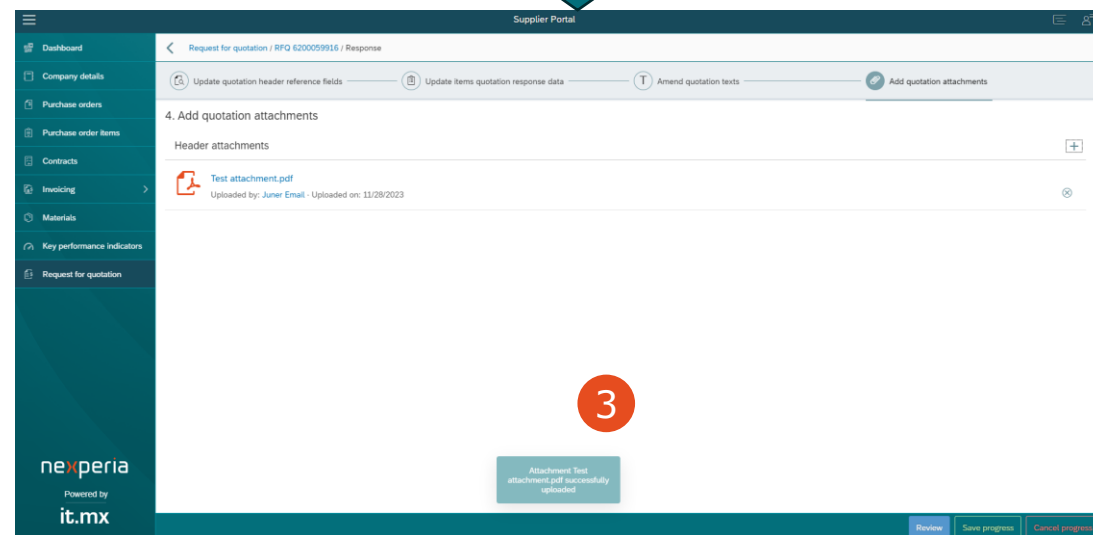 Supplier Portal
Dashboard
Request for quotation / RFQ 6200059916 / Response
Company details
Update quotation header reference fields
Update items quotation response data
T
Amend quotation texts
Add quotation attachments
Purchase orders
4. Add quotation attachments
Purchase order items
Header attachments
Contracts
Test attachment.pdf
Invoicing
Uploaded by: Juner Email - Uploaded on: 11/28/2023
Materials
Key performance indicators
Request for quotation
3
nexperia
Powered by
it.mx
Attachment Test
attachment.pdf successfully
uploaded
Review
Save progress
Cancel progress